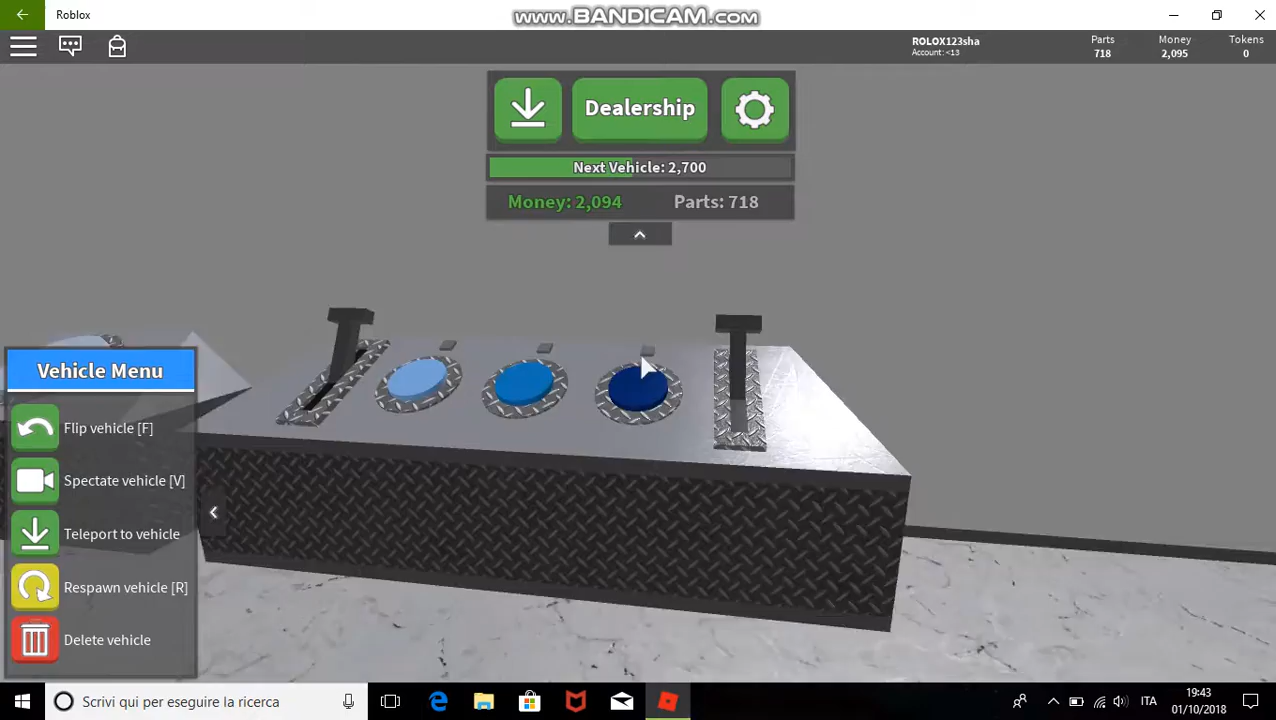 Roblox
www.BANDICAM.com
ROLOX123sha
Account: <13
Parts
718
Money
2,095
Tokens
0
Dealership
Next Vehicle: 2,700
Money: 2,094
Parts: 718
Vehicle Menu
Flip vehicle [F]
Spectate vehicle [V]
Teleport to vehicle
Respawn vehicle [R]
Delete vehicle
Scrivi qui per eseguire la ricerca
ITA
19:43
01/10/2018